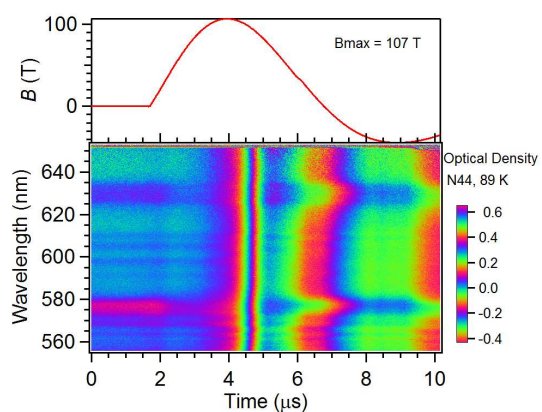 100
B (T)
Bmax = 107 T
0
640
620
600
580
560
Wavelength (nm)
Optical Density
N44, 89 K
0.6
0.4
0.2
0.0
-0.2
-0.4
0 2 4 6 8 10
Time (μs)